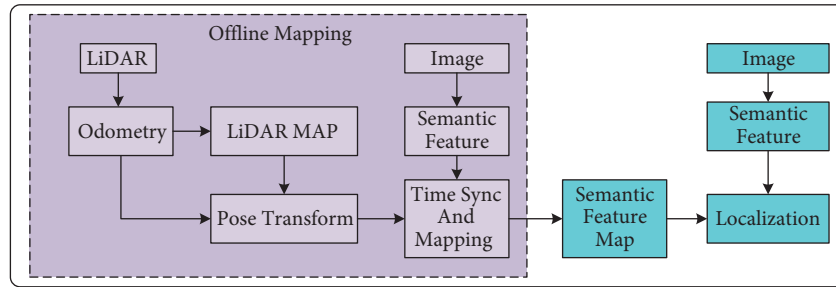 Offline Mapping
LiDAR
Image
Image
Odometry
LiDAR MAP
Semantic
Feature
Semantic
Feature
Pose Transform
Time Sync
And
Mapping
Semantic
Feature
Map
Localization